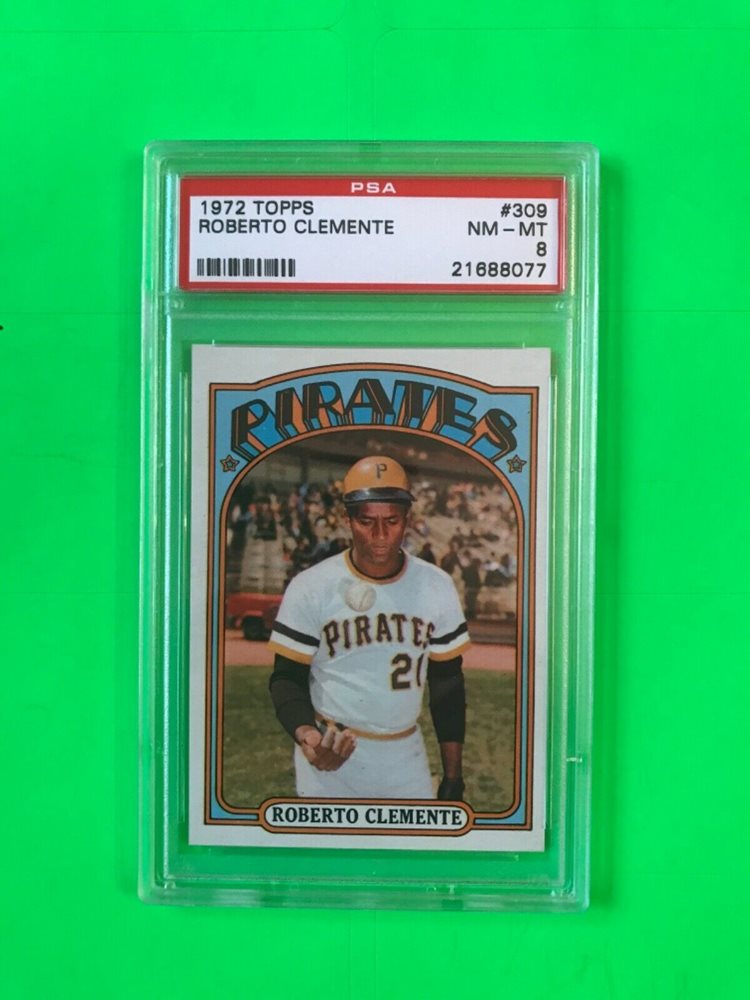 PSA
1972 TOPPS #309
ROBERTO CLEMENTE NM-MT
8
21688077
PIRATES
P
PIRATES
21
ROBERTO CLEMENTE